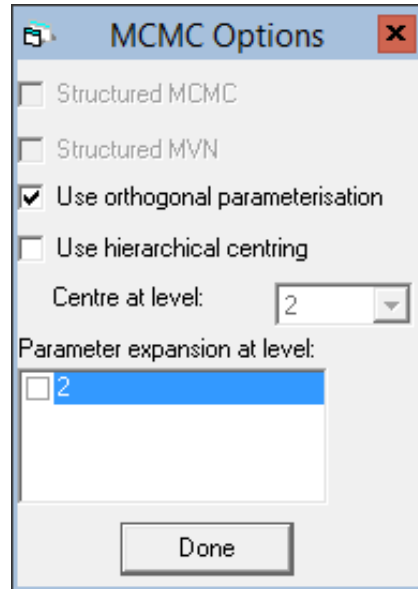 MCMC Options
Structured MCMC
Structured MVN
Use orthogonal parameterisation
Use hierarchical centring
Centre at level: 2
Parameter expansion at level:
2
Done